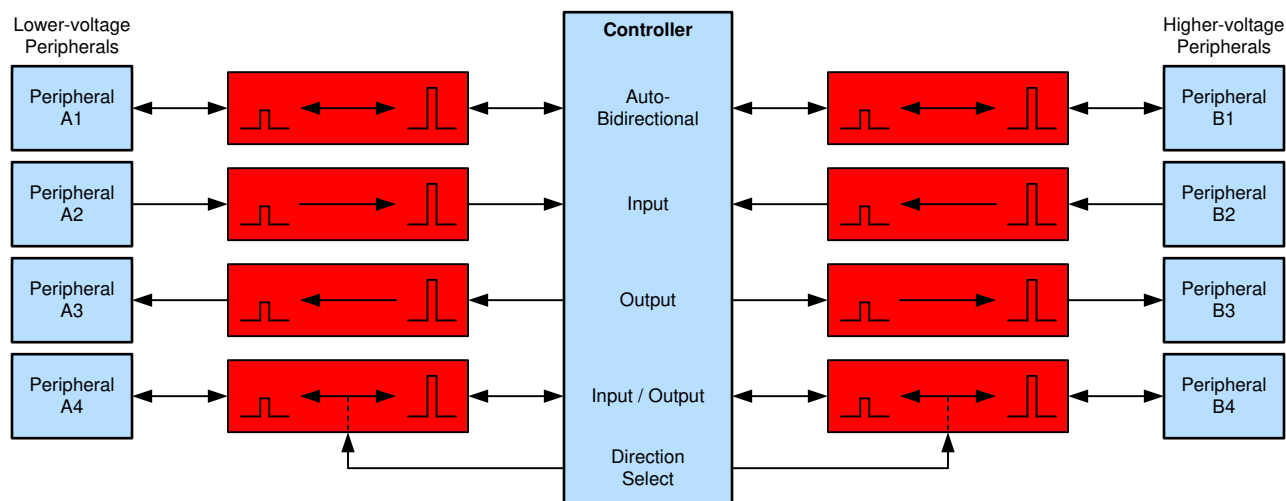 Lower-voltage
Peripherals
Controller
Higher-voltage
Peripherals
Peripheral
A1
Auto-
Bidirectional
Peripheral
B1
Peripheral
A2
Input
Peripheral
B2
Peripheral
A3
Output
Peripheral
B3
Peripheral
A4
Input / Output
Peripheral
B4
Direction
Select